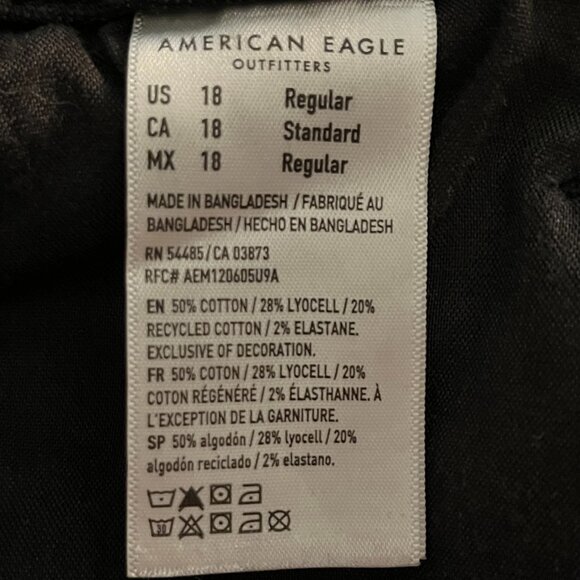 AMERICAN EAGLE
OUTFITTERS
US 18 Regular
CA 18 Standard
MX 18 Regular
MADE IN BANGLADESH / FABRIQUÉ AU
BANGLADESH / HECHO EN BANGLADESH
RN 54485 / CA 03873
RFC# AEM120605U9A
EN 50% COTTON / 28% LYOCELL / 20%
RECYCLED COTTON / 2% ELASTANE.
EXCLUSIVE OF DECORATION.
FR 50% COTON / 28% LYOCELL / 20%
COTON RÉGÉNÉRÉ / 2% ÉLASTHANNE. À
L'EXCEPTION DE LA GARNITURE.
SP 50% algodón / 28% lyocell / 20%
algodón reciclado / 2% elastano.
30